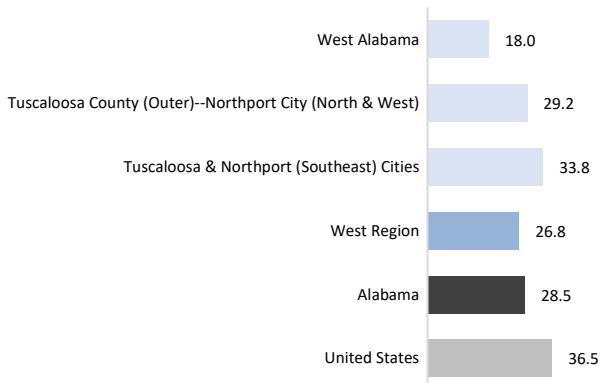 West Alabama 18.0
Tuscaloosa County (Outer)--Northport City (North & West) 29.2
Tuscaloosa & Northport (Southeast) Cities 33.8
West Region 26.8
Alabama 28.5
United States 36.5